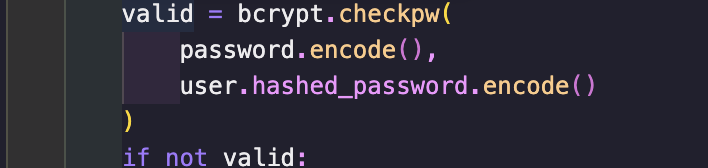 valid = bcrypt.checkpw(
password.encode(),
user.hashed_password.encode()
)
if not valid: